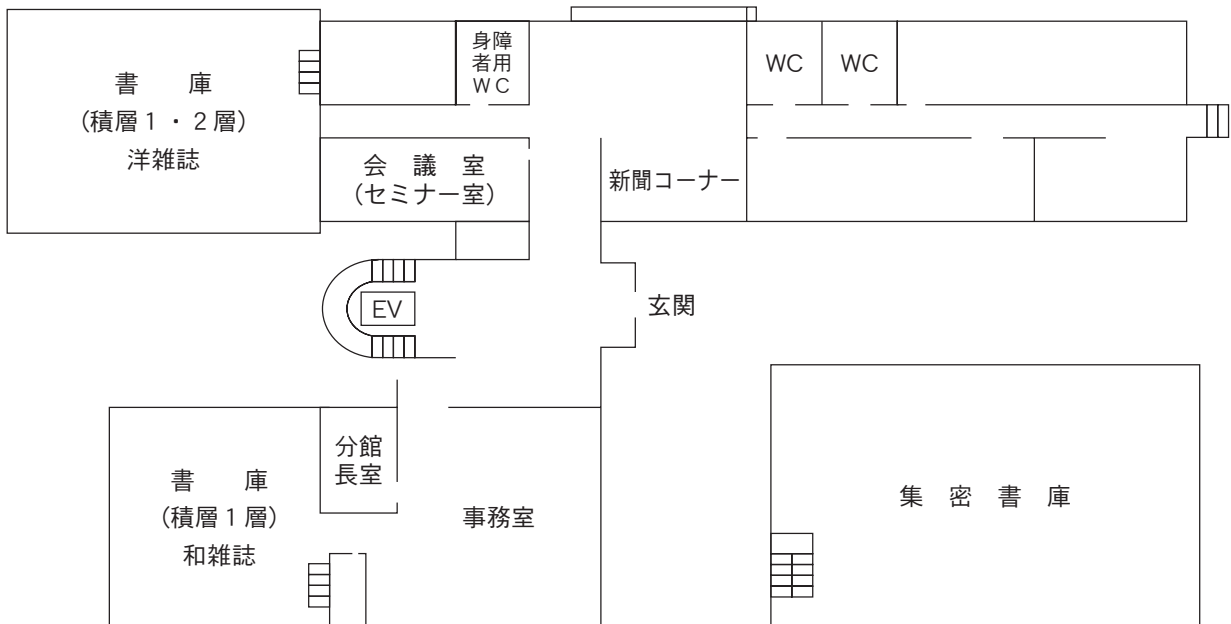 書　庫
（積層１・２層）
洋雑誌
身障
者用
ＷＣ
WC
WC
会　議　室
（セミナー室）
新聞コーナー
EV
玄関
分館
長室
書　庫
（積層１層）
和雑誌
事務室
集　密　書　庫